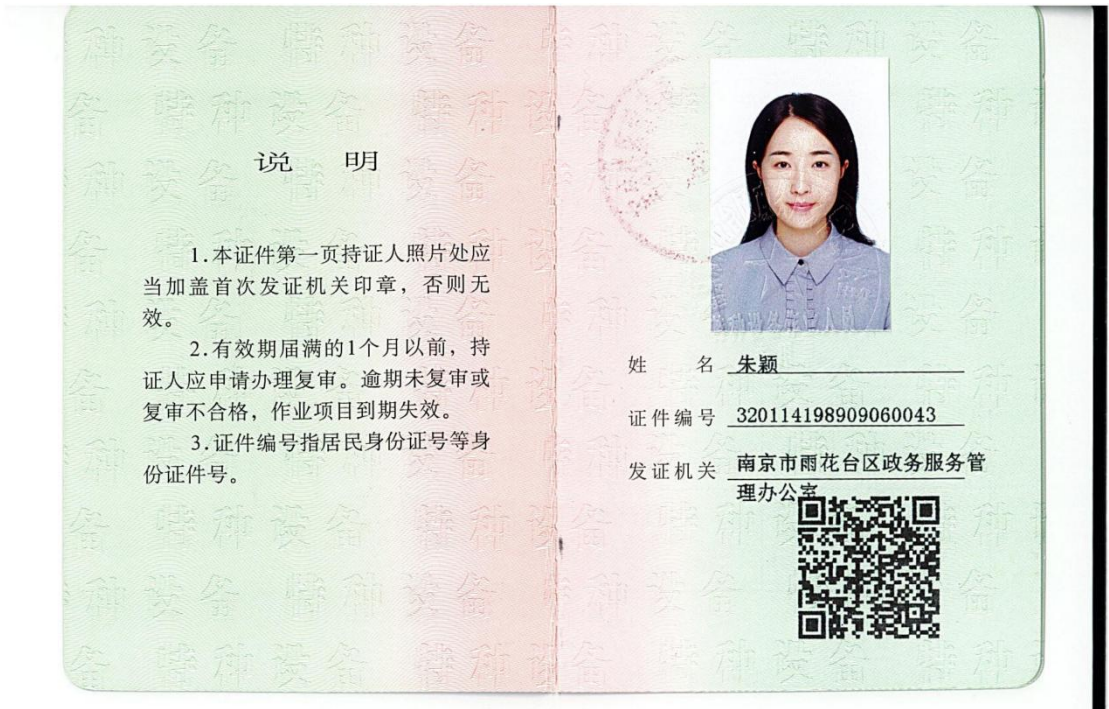 说 明
1.本证件第一页持证人照片处应
当加盖首次发证机关印章，否则无
效。
2.有效期届满的1个月以前，持
证人应申请办理复审。逾期未复审或
复审不合格，作业项目到期失效。
3.证件编号指居民身份证号等身
份证件号。
姓 名 朱颖
证件编号 320114198909060043
发证机关 南京市雨花台区政务服务管
理办公室